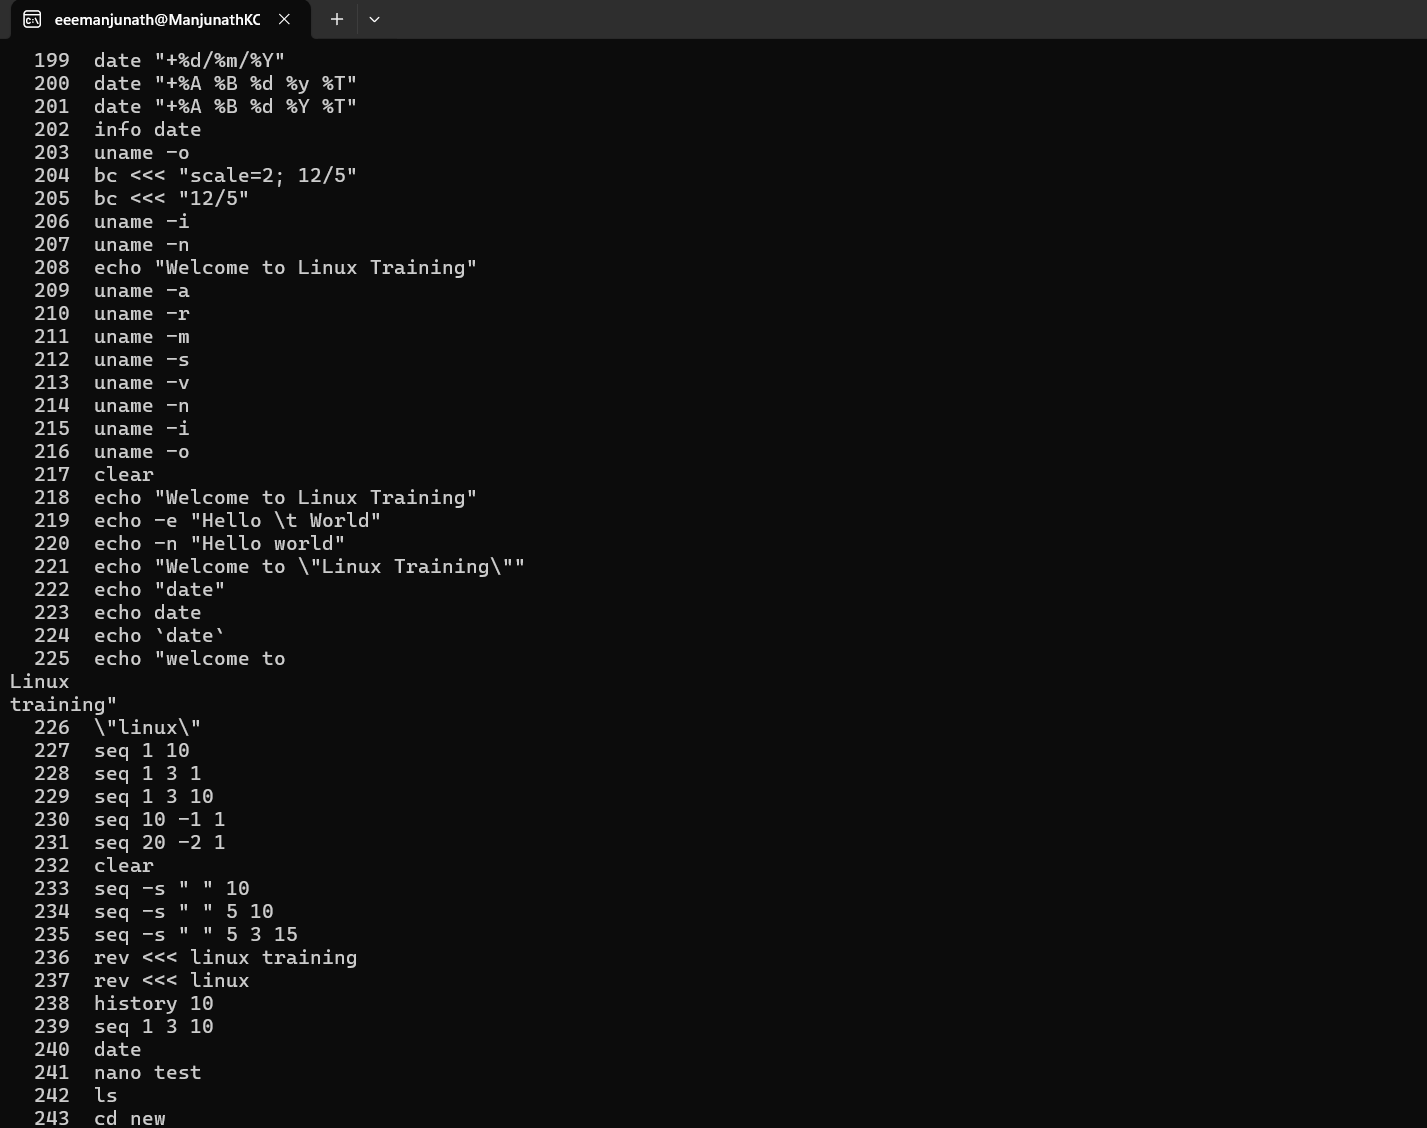 eeemanjunath@ManjunathKC
199 date "+%d/%m/%Y"
200 date "+%A %B %d %y %T"
201 date "+%A %B %d %Y %T"
202 info date
203 uname -o
204 bc <<< "scale=2; 12/5"
205 bc <<< "12/5"
206 uname -i
207 uname -n
208 echo "Welcome to Linux Training"
209 uname -a
210 uname -r
211 uname -m
212 uname -s
213 uname -v
214 uname -n
215 uname -i
216 uname -o
217 clear
218 echo "Welcome to Linux Training"
219 echo -e "Hello \t World"
220 echo -n "Hello world"
221 echo "Welcome to \"Linux Training\""
222 echo "date"
223 echo date
224 echo `date`
225 echo "welcome to
Linux
training"
226 \"linux\"
227 seq 1 10
228 seq 1 3 1
229 seq 1 3 10
230 seq 10 -1 1
231 seq 20 -2 1
232 clear
233 seq -s " " 10
234 seq -s " " 5 10
235 seq -s " " 5 3 15
236 rev <<< linux training
237 rev <<< linux
238 history 10
239 seq 1 3 10
240 date
241 nano test
242 ls
243 cd new